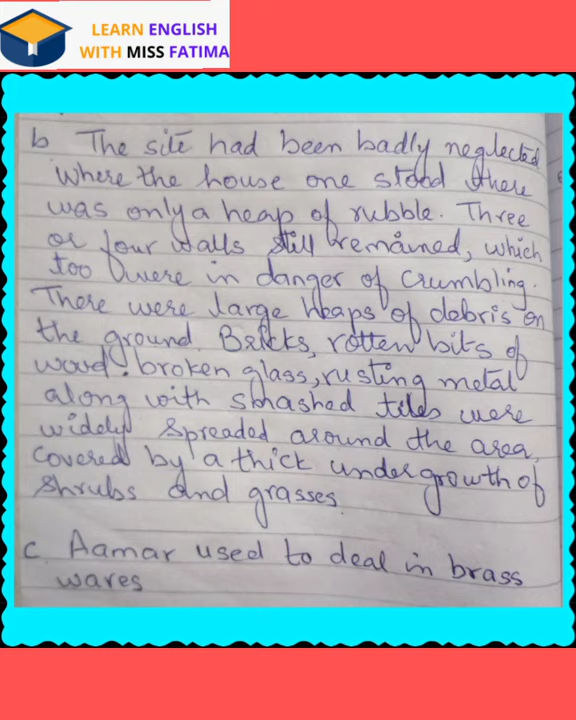 LEARN ENGLISH
WITH MISS FATIMA
b The site had been badly neglected
Where the house one stood there
was only a heap of rubble. Three
or four walls still remained, which
too were in danger of crumbling.
There were large heaps of debris on
the ground. Bricks, rotten bits of
wood, broken glass, rusting metal
along with smashed tiles were
widely spreaded around the area,
covered by a thick undergrowth of
shrubs and grasses.
c. Aamar used to deal in brass
wares